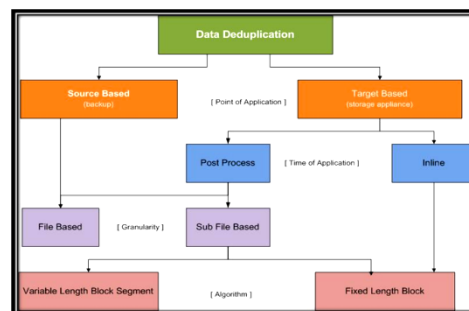 Data Deduplication
Source Based
(backup)
[ Point of Application ]
Target Based
(storage appliance)
Post Process
[ Time of Application ]
Inline
File Based
[ Granularity ]
Sub File Based
Variable Length Block Segment
[ Algorithm ]
Fixed Length Block